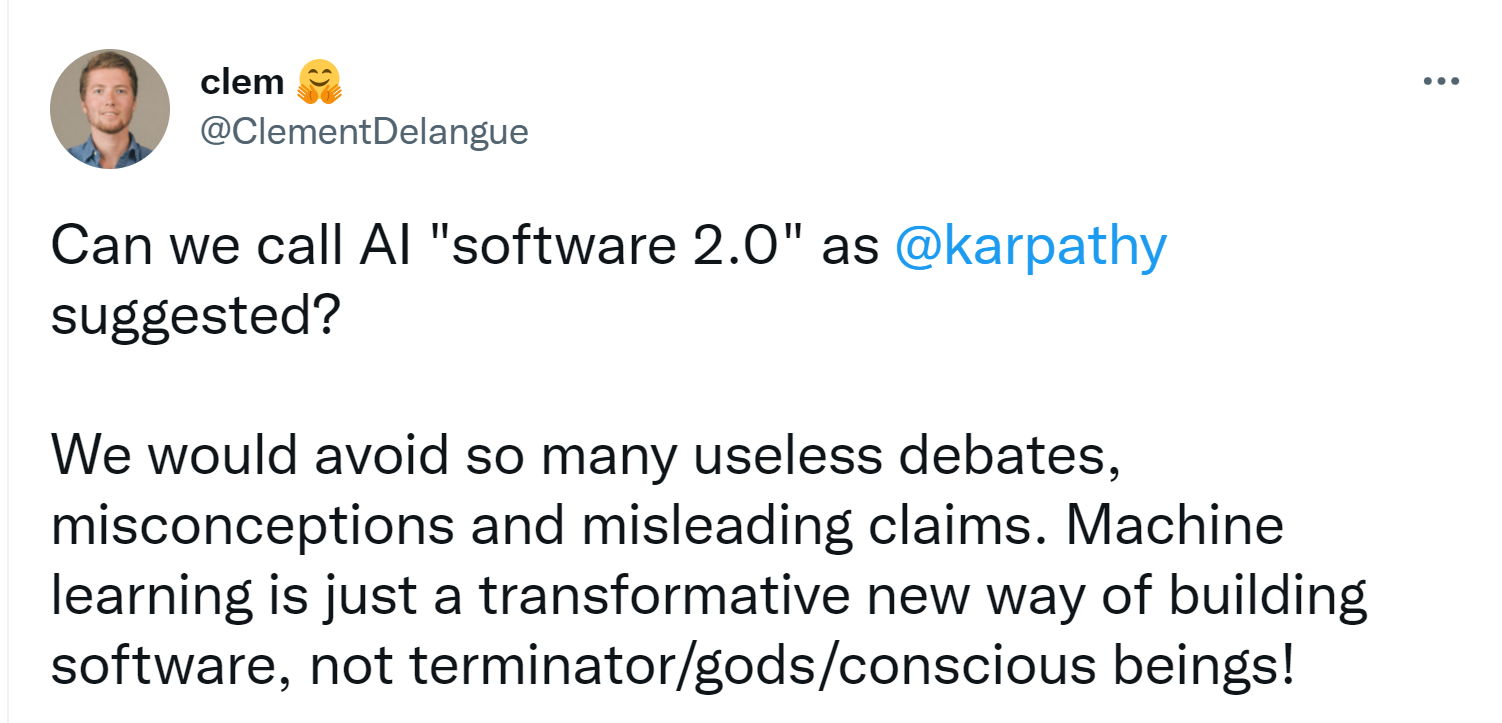 clem 🤗
@ClementDelangue
Can we call AI "software 2.0" as @karpathy
suggested?
We would avoid so many useless debates,
misconceptions and misleading claims. Machine
learning is just a transformative new way of building
software, not terminator/gods/conscious beings!